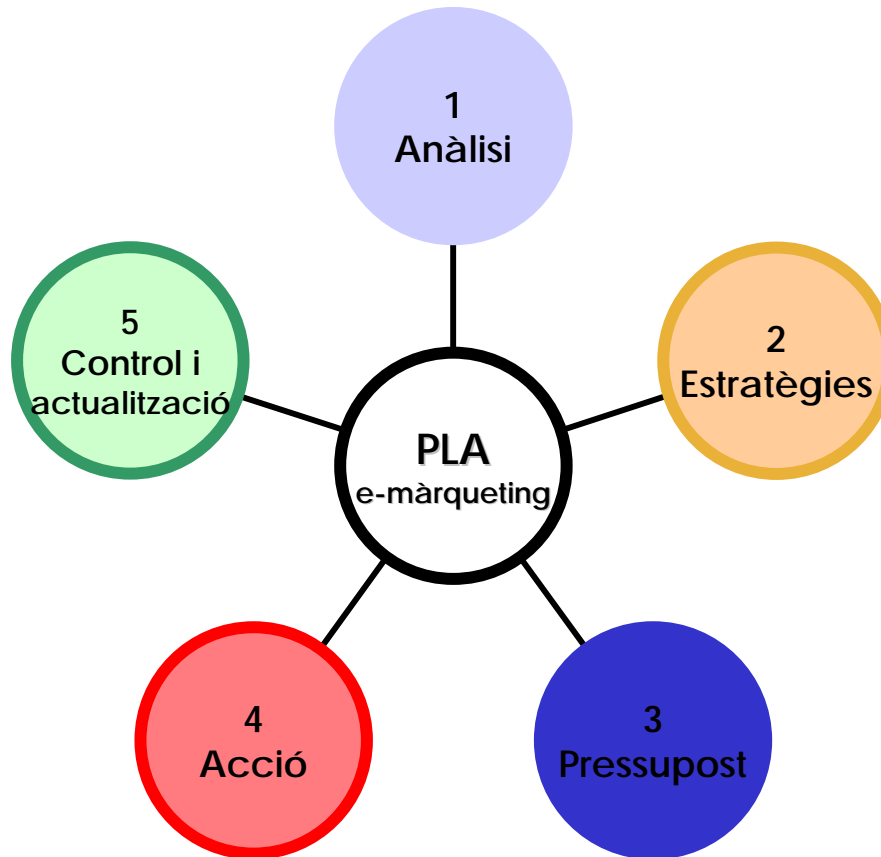 1
Anàlisi
2
Estratègies
3
Pressupost
4
Acció
5
Control i
actualització
PLA
e-màrqueting